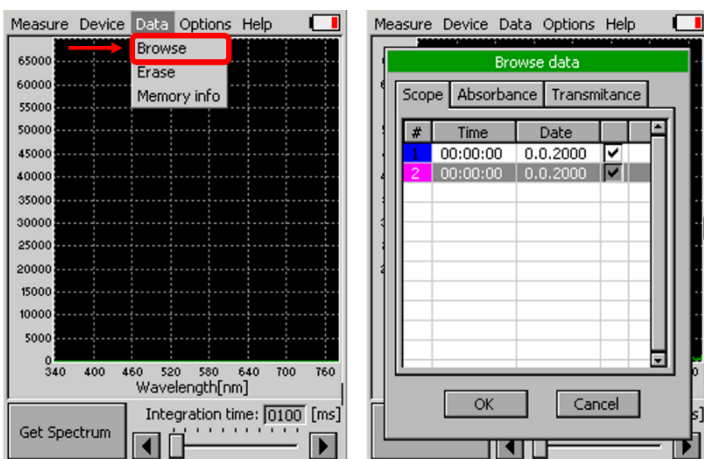 Measure Device Data Options Help
Browse
Erase
Memory info
65000
60000
55000
50000
45000
40000
35000
30000
25000
20000
15000
10000
5000
0
340 400 460 520 580 640 700 760
Wavelength[nm]
Get Spectrum
Integration time: 0100 [ms]
Measure Device Data Options Help
Browse data
Scope Absorbance Transmitance
# Time Date
1 00:00:00 0.0.2000
2 00:00:00 0.0.2000
OK Cancel